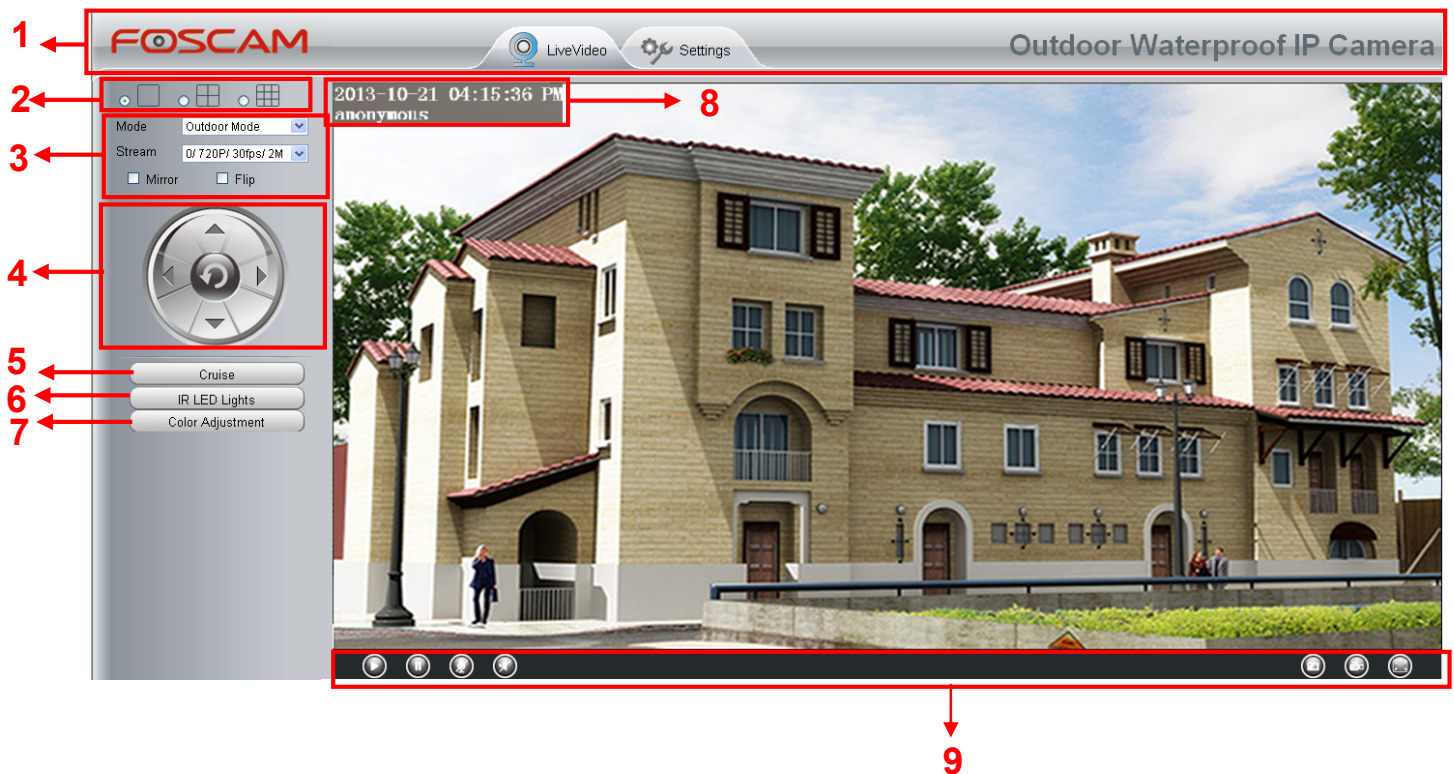 1
FOSCAM
LiveVideo
Settings
Outdoor Waterproof IP Camera
2
8
2013-10-21 04:15:36 PM
anonymous
3
Mode
Outdoor Mode
Stream
0/ 720P/ 30fps/ 2M
Mirror
Flip
4
5
Cruise
6
IR LED Lights
7
Color Adjustment
9